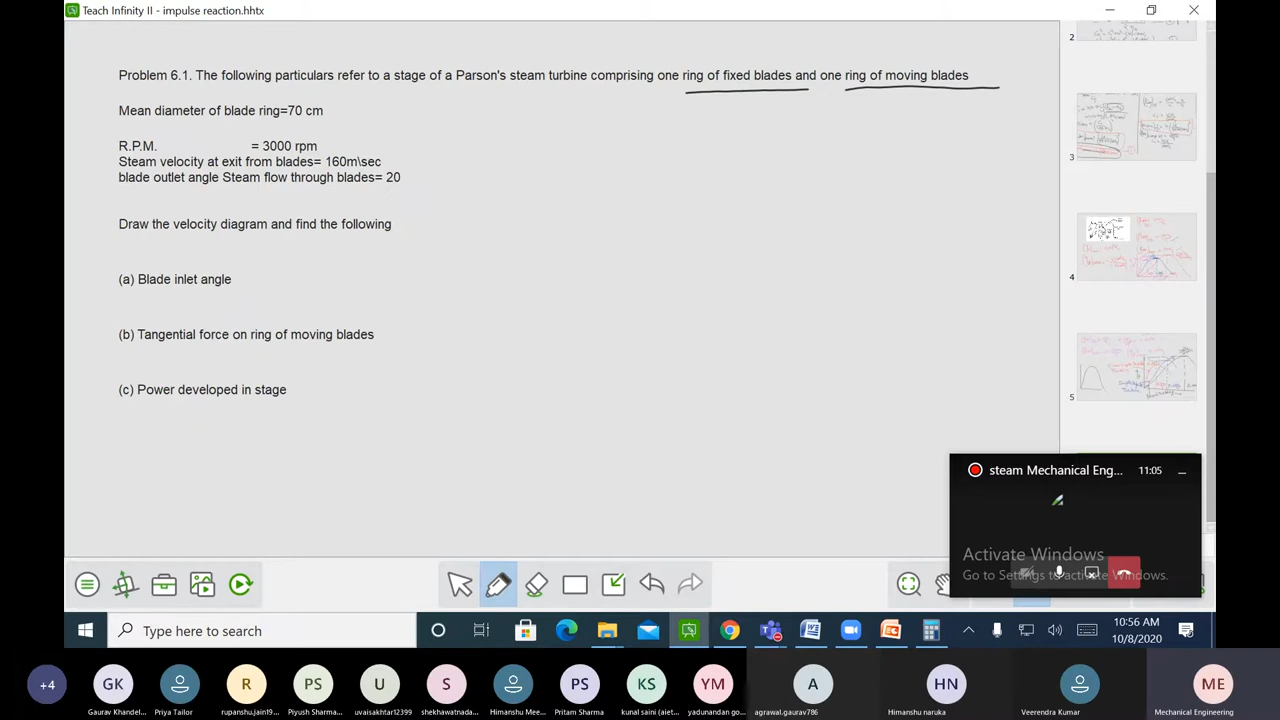 Teach Infinity II - impulse reaction.hhtx
Problem 6.1. The following particulars refer to a stage of a Parson's steam turbine comprising one ring of fixed blades and one ring of moving blades
Mean diameter of blade ring=70 cm
R.P.M. = 3000 rpm
Steam velocity at exit from blades= 160m\sec
blade outlet angle Steam flow through blades= 20
Draw the velocity diagram and find the following
(a) Blade inlet angle
(b) Tangential force on ring of moving blades
(c) Power developed in stage
2
3
4
5
steam Mechanical Eng... 11:05
Activate Windows
Go to Settings to activate Windows.
Type here to search
10:56 AM
10/8/2020
+4 GK R PS U S PS KS YM A HN ME
Gaurav Khandel... Priya Tailor rupanshu.jain19... Piyush Sharma... uvaisakhtar12399 shekhawatnada... Himanshu Mee... Pritam Sharma kunal saini (aiet... yadunandan go... agrawal.gaurav786 Himanshu naruka Veerendra Kumar Mechanical Engineering